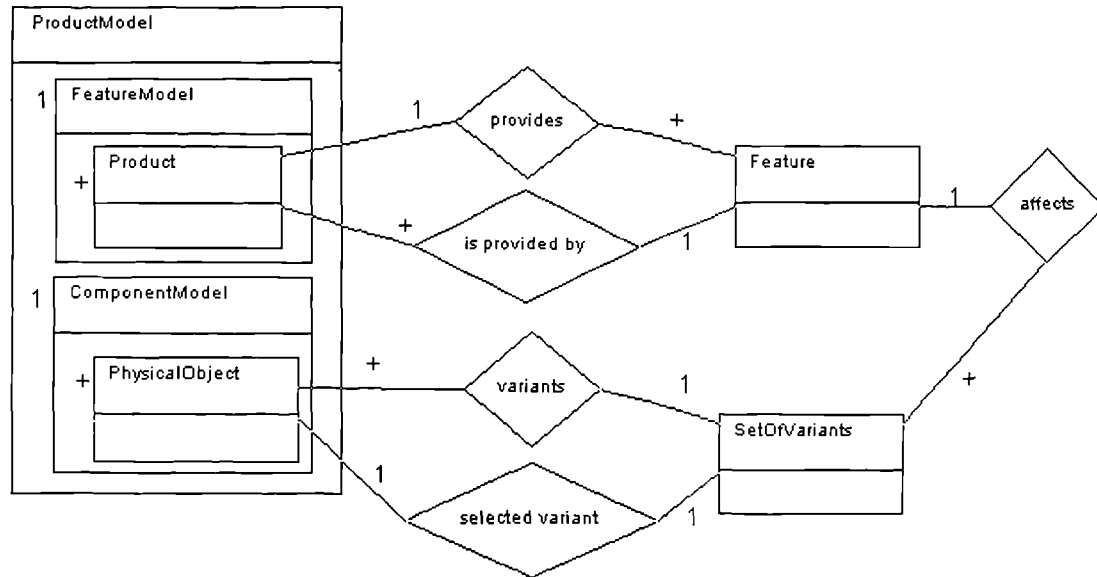 ProductModel
1
FeatureModel
1
provides
+
+
Product
Feature
1
affects
+
is provided by
1
1
ComponentModel
+
PhysicalObject
+
variants
1
+
SetOfVariants
1
selected variant
1